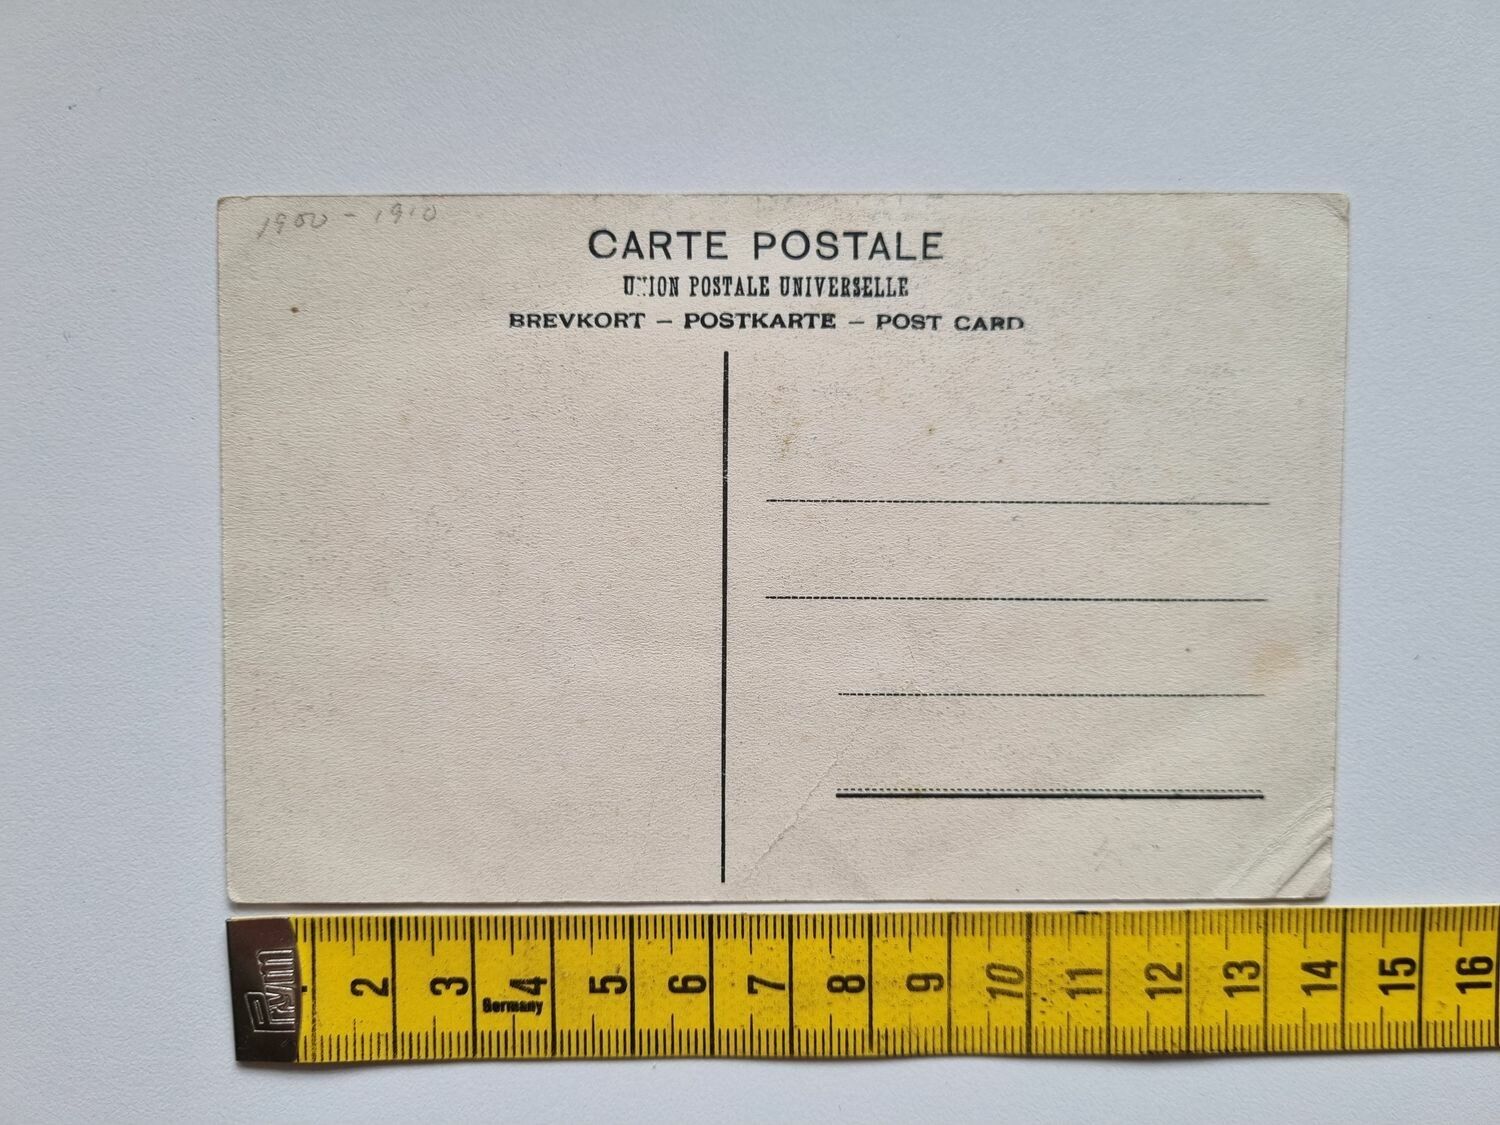 1900 - 1910
CARTE POSTALE
UNION POSTALE UNIVERSELLE
BREVKORT — POSTKARTE — POST CARD
Prym
2 3 4 5 6 7 8 9 10 11 12 13 14 15 16
Germany